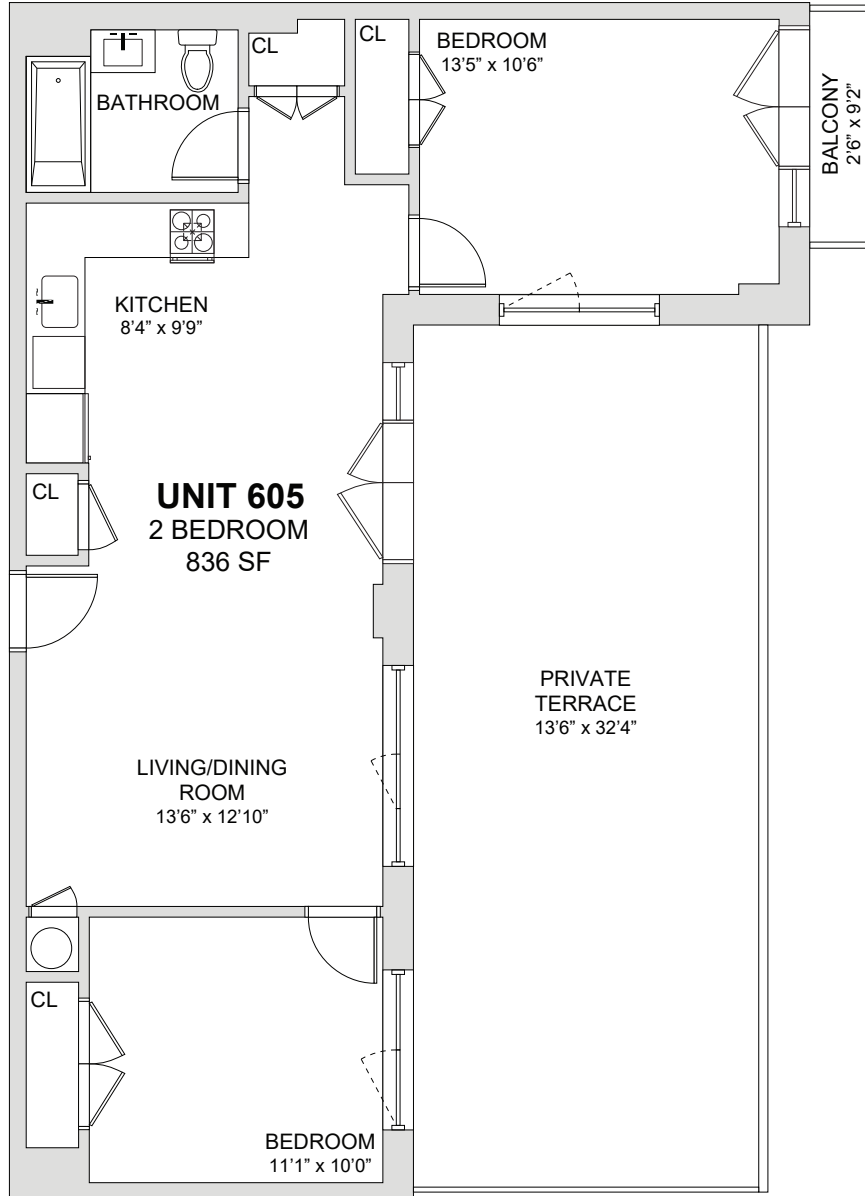 CL
CL
BEDROOM
13'5” x 10'6”
BATHROOM
BALCONY
2'6” x 9'2”
KITCHEN
8'4” x 9'9”
CL
UNIT 605
2 BEDROOM
836 SF
PRIVATE
TERRACE
13'6” x 32'4”
LIVING/DINING
ROOM
13'6” x 12'10”
CL
BEDROOM
11'1” x 10'0”